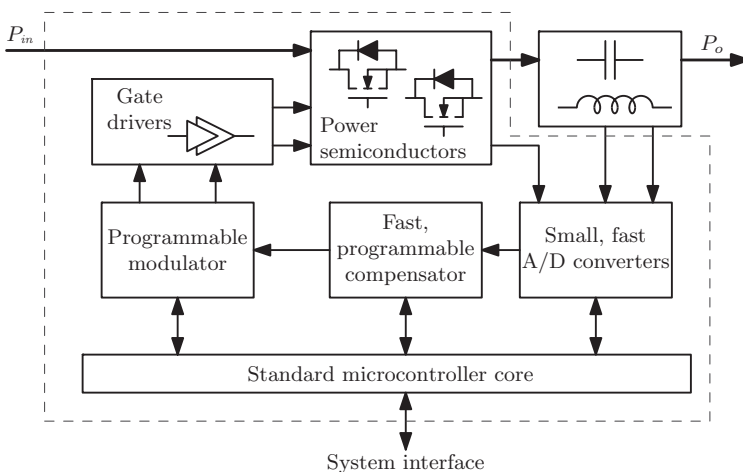 P_in
P_o
Gate
drivers
Power
semiconductors
Programmable
modulator
Fast,
programmable
compensator
Small, fast
A/D converters
Standard microcontroller core
System interface